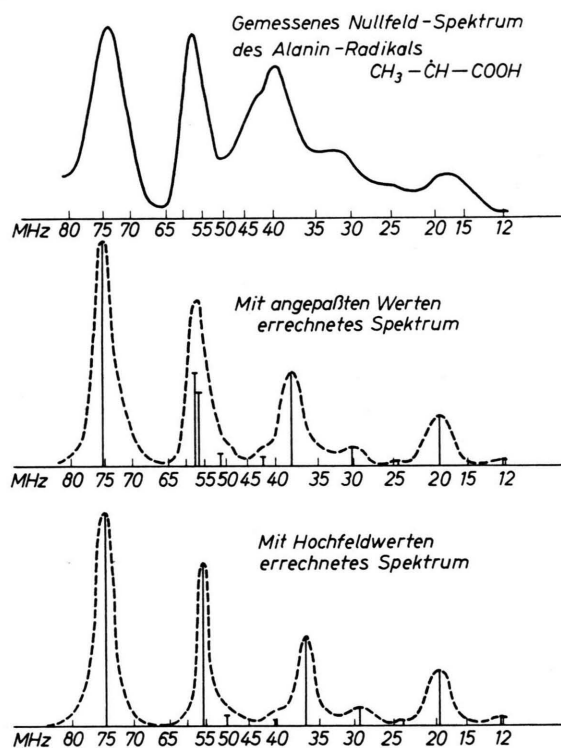 Gemessenes Nullfeld-Spektrum
des Alanin-Radikals
CH₃–ĊH–COOH
MHz 80 75 70 65 60 55 50 45 40 35 30 25 20 15 12
Mit angepaßten Werten
errechnetes Spektrum
MHz 80 75 70 65 60 55 50 45 40 35 30 25 20 15 12
Mit Hochfeldwerten
errechnetes Spektrum
MHz 80 75 70 65 60 55 50 45 40 35 30 25 20 15 12